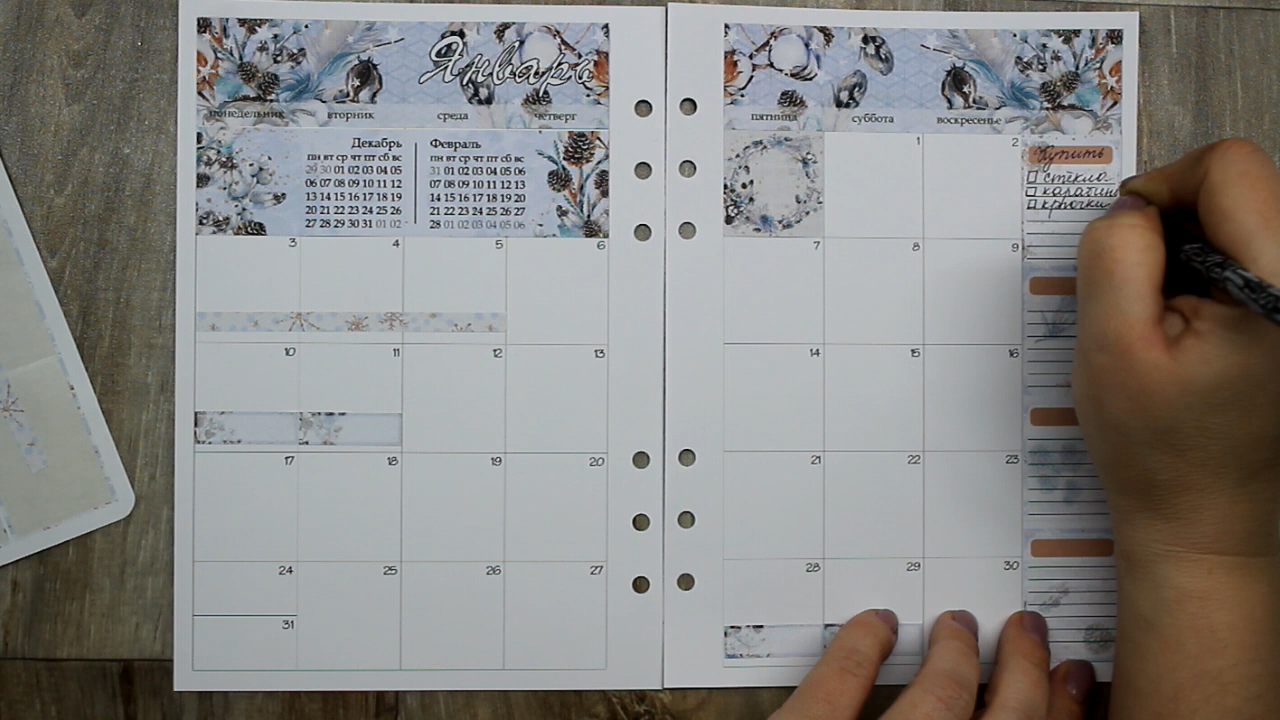 Январь
понедельник вторник среда четверг
Декабрь
пн вт ср чт пт сб вс
29 30 01 02 03 04 05
06 07 08 09 10 11 12
13 14 15 16 17 18 19
20 21 22 23 24 25 26
27 28 29 30 31 01 02
Февраль
пн вт ср чт пт сб вс
31 01 02 03 04 05 06
07 08 09 10 11 12 13
14 15 16 17 18 19 20
21 22 23 24 25 26 27
28 01 02 03 04 05 06
3 4 5 6
10 11 12 13
17 18 19 20
24 25 26 27
31
пятница суббота воскресенье
1 2
7 8 9
14 15 16
21 22 23
28 29 30
Купить
стекло
крючки